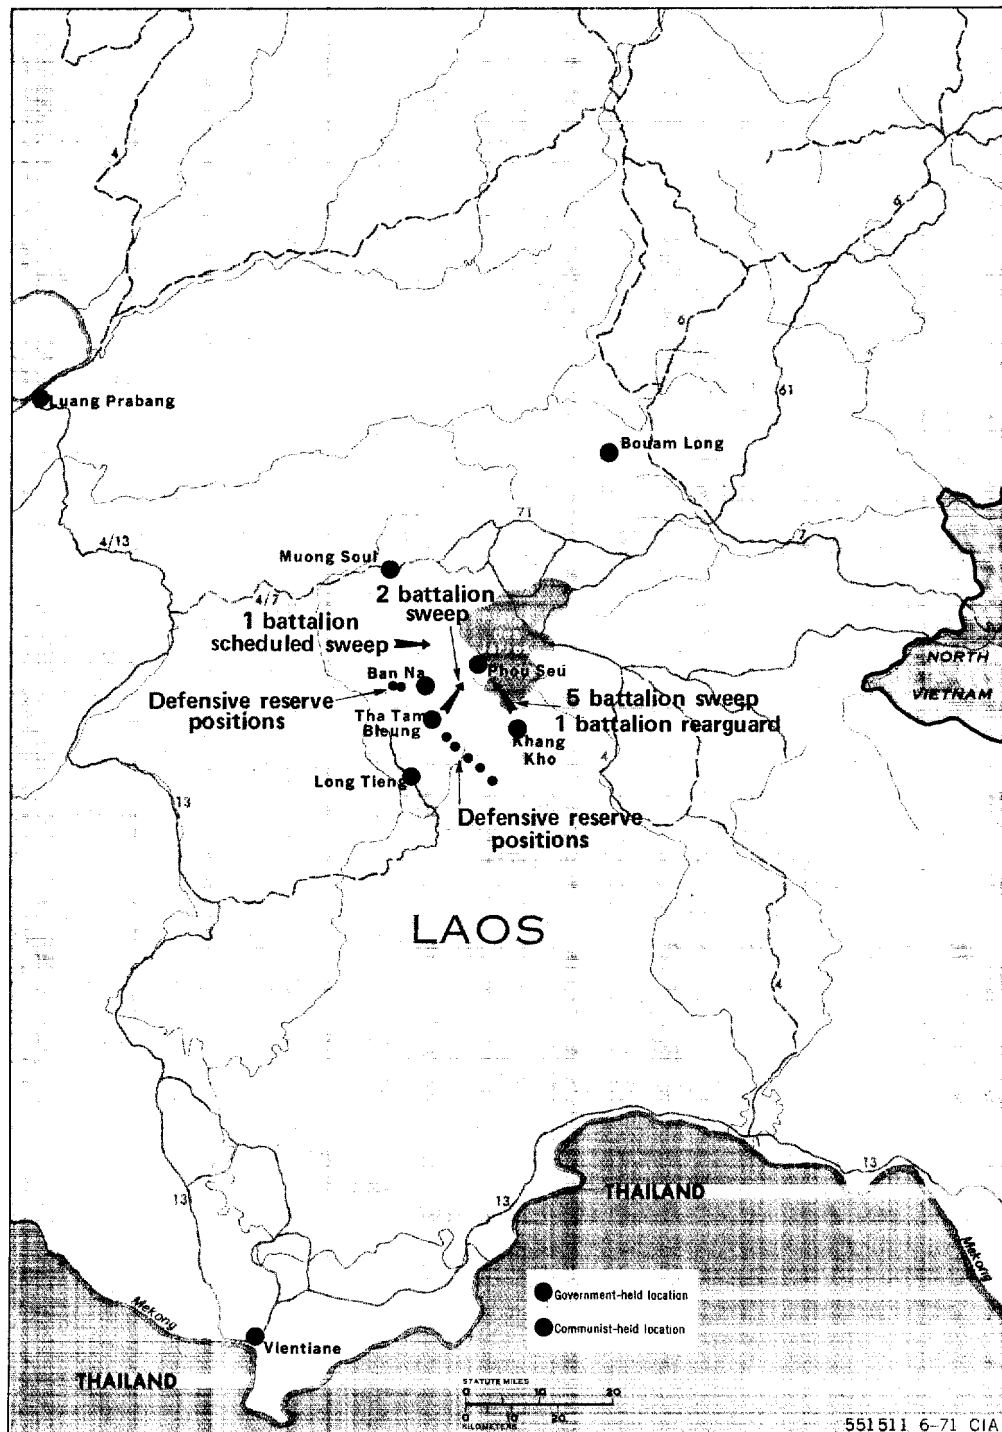 4
6
6
Luang Prabang
61
Bouam Long
71
4/13
7
Muong Soui
4/7
2 battalion
sweep
1 battalion
scheduled sweep
NORTH
VIETNAM
Phou Seu
Ban Na
Defensive reserve
positions
5 battalion sweep
1 battalion rearguard
Tha Tam
Bleung
Khang
Kho
4
Long Tieng
13
Defensive reserve
positions
LAOS
4
13
THAILAND
13
13
Mekong
Government-held location
Communist-held location
Mekong
Vientiane
THAILAND
STATUTE MILES
0 10 20
0 10 20
KILOMETERS
551511 6-71 CIA